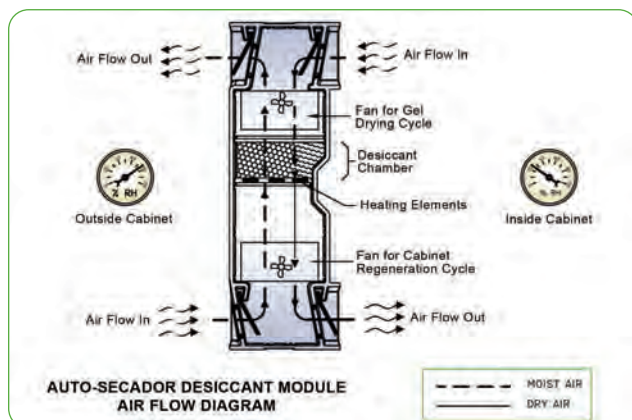 Air Flow Out
Air Flow In
Fan for Gel
Drying Cycle
Desiccant
Chamber
% RH
Outside Cabinet
% RH
Inside Cabinet
Heating Elements
Fan for Cabinet
Regeneration Cycle
Air Flow In
Air Flow Out
AUTO-SECADOR DESICCANT MODULE
AIR FLOW DIAGRAM
MOIST AIR
DRY AIR